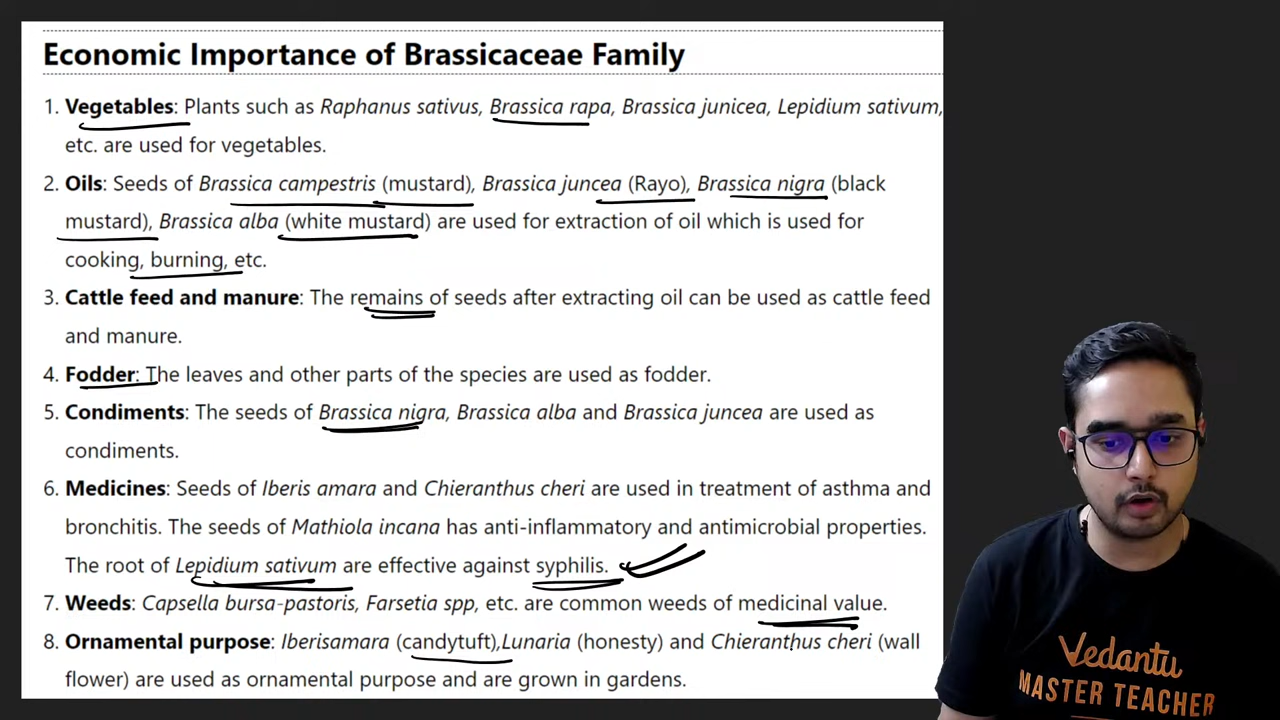 Economic Importance of Brassicaceae Family
1. Vegetables: Plants such as Raphanus sativus, Brassica rapa, Brassica junicea, Lepidium sativum,
etc. are used for vegetables.
2. Oils: Seeds of Brassica campestris (mustard), Brassica juncea (Rayo), Brassica nigra (black
mustard), Brassica alba (white mustard) are used for extraction of oil which is used for
cooking, burning, etc.
3. Cattle feed and manure: The remains of seeds after extracting oil can be used as cattle feed
and manure.
4. Fodder: The leaves and other parts of the species are used as fodder.
5. Condiments: The seeds of Brassica nigra, Brassica alba and Brassica juncea are used as
condiments.
6. Medicines: Seeds of Iberis amara and Chieranthus cheri are used in treatment of asthma and
bronchitis. The seeds of Mathiola incana has anti-inflammatory and antimicrobial properties.
The root of Lepidium sativum are effective against syphilis.
7. Weeds: Capsella bursa-pastoris, Farsetia spp, etc. are common weeds of medicinal value.
8. Ornamental purpose: Iberisamara (candytuft),Lunaria (honesty) and Chieranthus cheri (wall
flower) are used as ornamental purpose and are grown in gardens.
Vedantu
MASTER TEACHER